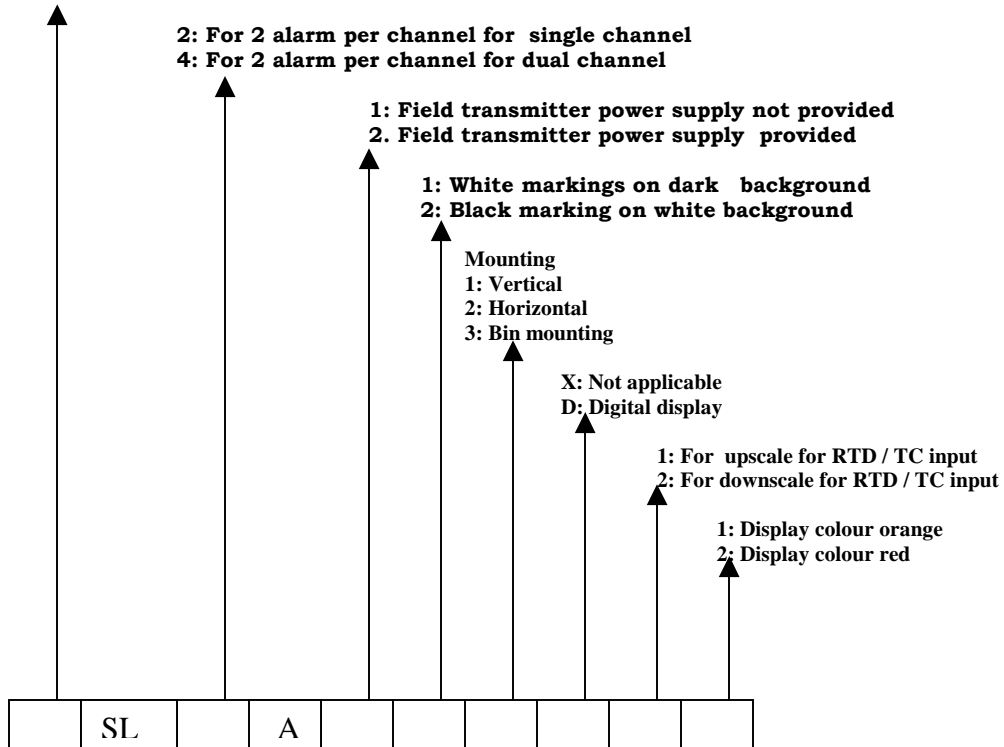 2: For 2 alarm per channel for single channel
4: For 2 alarm per channel for dual channel
1: Field transmitter power supply not provided
2. Field transmitter power supply provided
1: White markings on dark background
2: Black marking on white background
Mounting
1: Vertical
2: Horizontal
3: Bin mounting
X: Not applicable
D: Digital display
1: For upscale for RTD / TC input
2: For downscale for RTD / TC input
1: Display colour orange
2: Display colour red
SL A